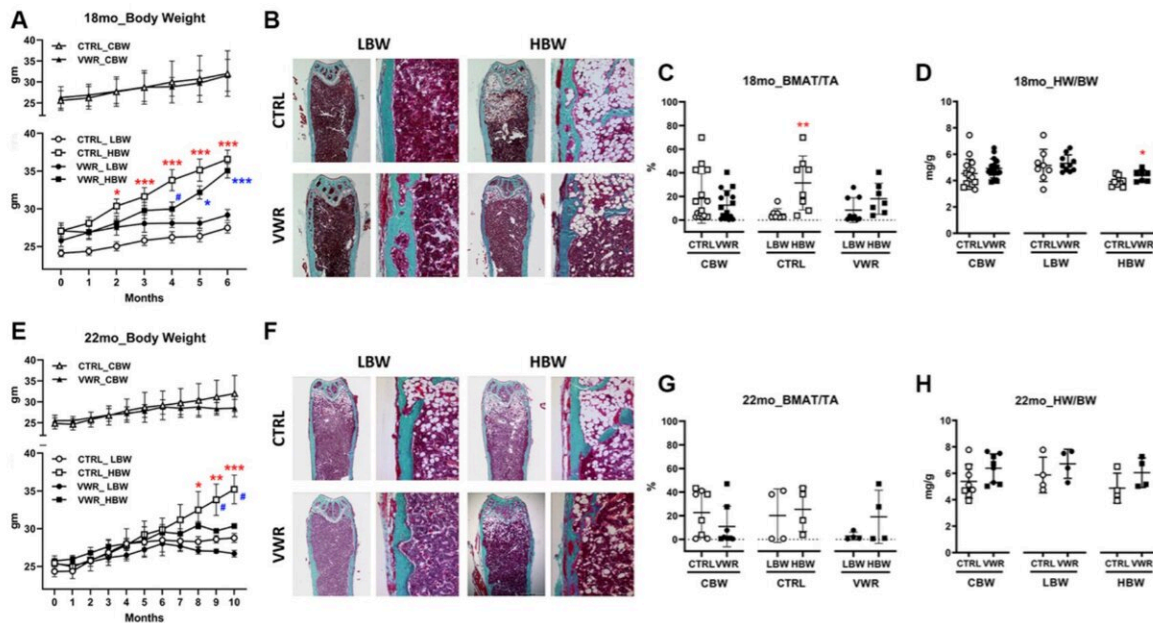 A
18mo_Body Weight
CTRL_CBW
VWR_CBW
40
35
30
25
gm
CTRL_ LBW
CTRL_HBW
VWR_LBW
VWR_HBW
35
30
25
gm
*
***
***
***
***
#
*
***
0 1 2 3 4 5 6
Months
B
LBW HBW
CTRL
VWR
C
18mo_BMAT/TA
100
80
60
40
20
0
%
**
CTRL VWR LBW HBW LBW HBW
CBW CTRL VWR
D
18mo_HW/BW
10
8
6
4
2
0
mg/g
*
CTRL VWR CTRL VWR CTRL VWR
CBW LBW HBW
E
22mo_Body Weight
CTRL_CBW
VWR_CBW
40
35
30
25
gm
CTRL_ LBW
CTRL_HBW
VWR_LBW
VWR_HBW
35
30
25
gm
*
**
***
#
#
0 1 2 3 4 5 6 7 8 9 10
Months
F
LBW HBW
CTRL
VWR
G
22mo_BMAT/TA
100
80
60
40
20
0
%
CTRL VWR LBW HBW LBW HBW
CBW CTRL VWR
H
22mo_HW/BW
10
8
6
4
2
0
mg/g
CTRL VWR CTRL VWR CTRL VWR
CBW LBW HBW